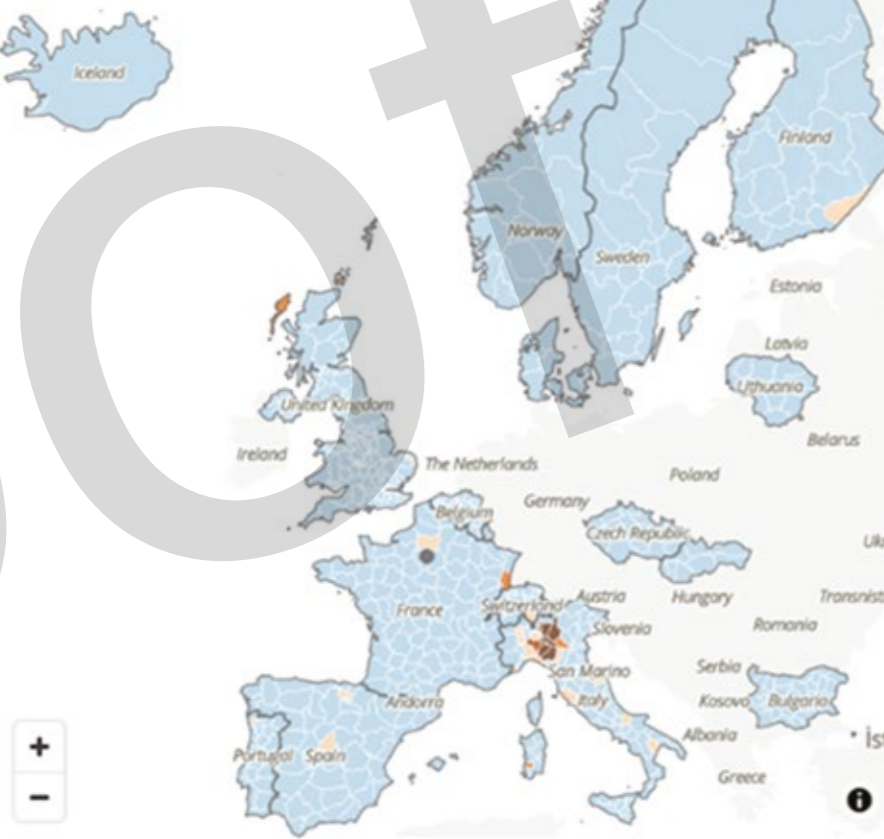 Iceland
Finland
Norway
Sweden
Estonia
Latvia
Lithuania
United Kingdom
Belarus
Ireland
The Netherlands
Poland
Germany
Belgium
Czech Republic
Uk
Austria
Hungary
Transnist
Switzerland
France
Slovenia
Romania
San Marino
Serbia
Andorra
Italy
Kosovo
Bulgaria
Albania
İst
Portugal
Spain
Greece
+
−
i
ot